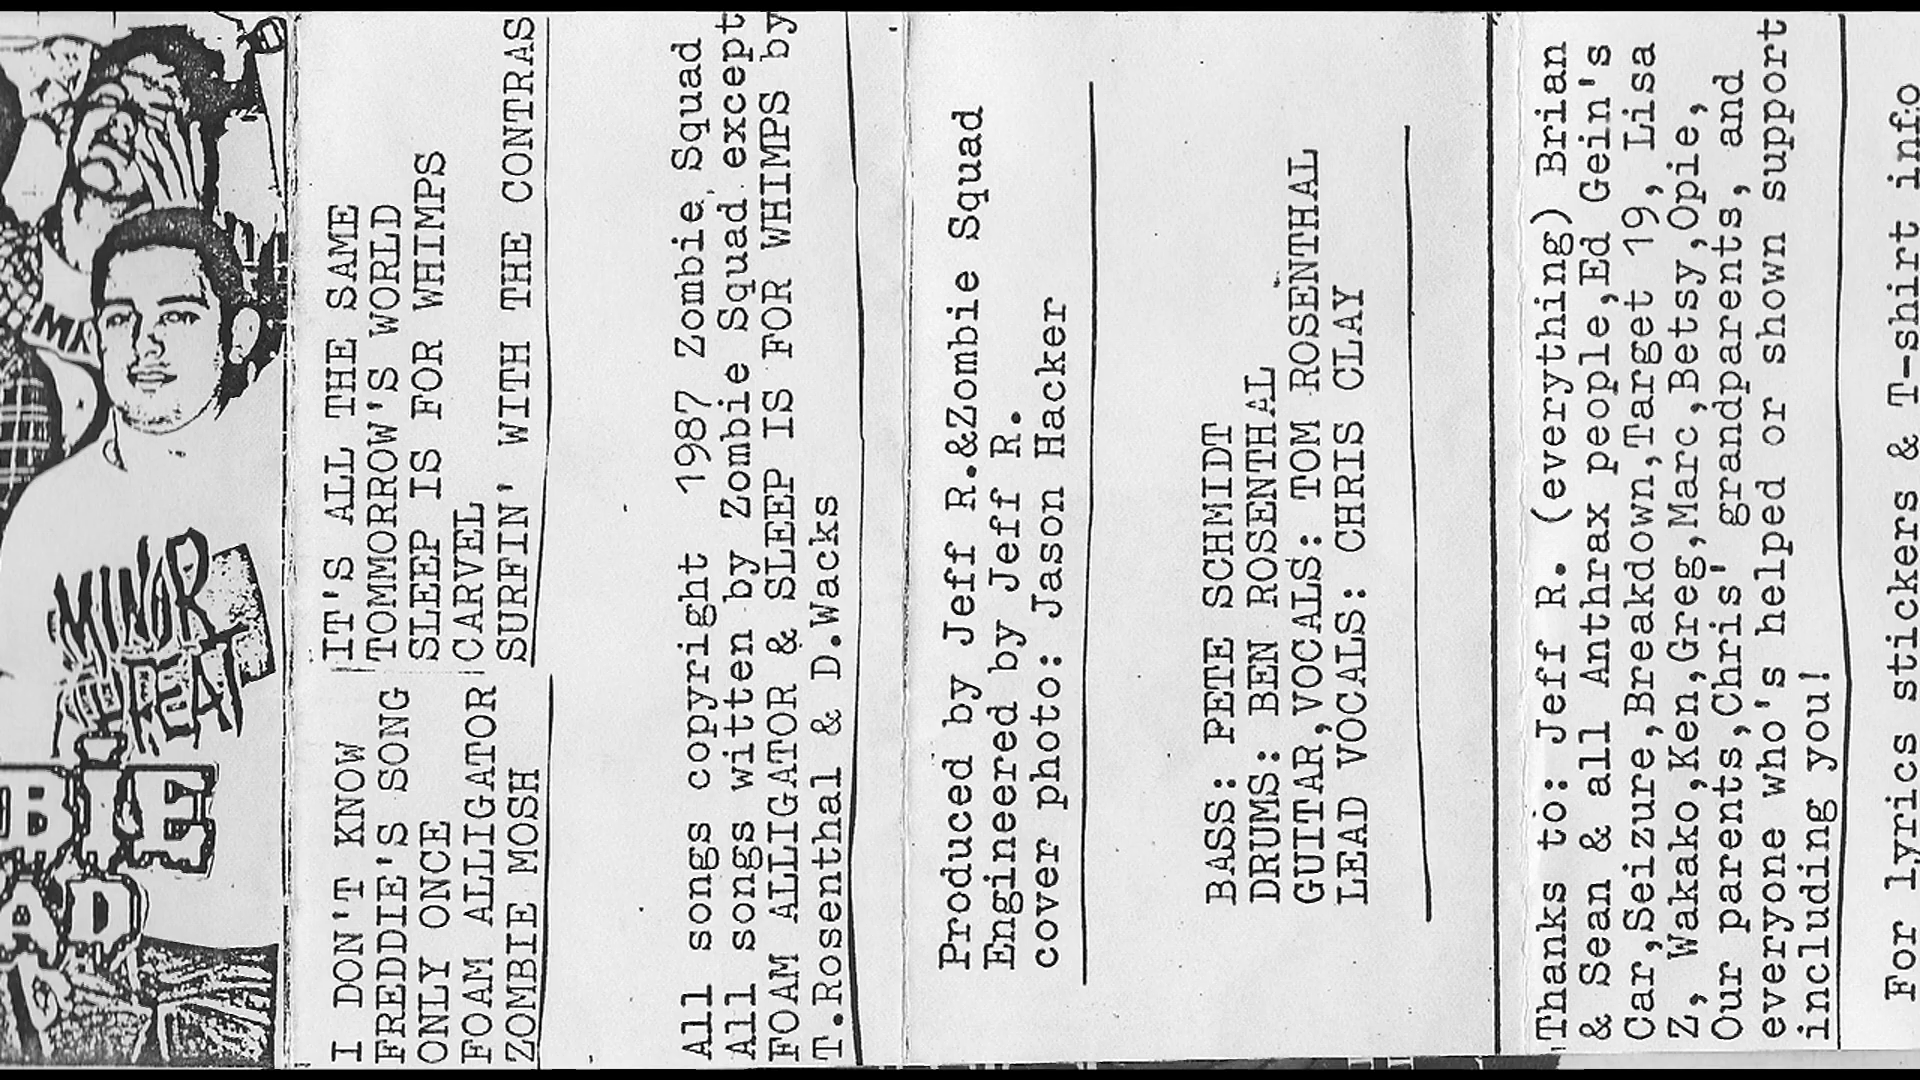 MINOR
THREAT
BIE
AD
I DON'T KNOW
FREDDIE'S SONG
ONLY ONCE
FOAM ALLIGATOR
ZOMBIE MOSH
IT'S ALL THE SAME
TOMMORROW'S WORLD
SLEEP IS FOR WHIMPS
CARVEL
SURFIN' WITH THE CONTRAS
All songs copyright 1987 Zombie Squad
All songs written by Zombie Squad except
FOAM ALLIGATOR & SLEEP IS FOR WHIMPS by
T.Rosenthal & D.Wacks
Produced by Jeff R.&Zombie Squad
Engineered by Jeff R.
cover photo: Jason Hacker
BASS: PETE SCHMIDT
DRUMS: BEN ROSENTHAL
GUITAR,VOCALS: TOM ROSENTHAL
LEAD VOCALS: CHRIS CLAY
Thanks to: Jeff R. (everything) Brian
& Sean & all Anthrax people,Ed Gein's
Car,Seizure,Breakdown,Target 19, Lisa
Z, Wakako,Ken,Greg,Marc,Betsy,Opie,
Our parents,Chris' grandparents, and
everyone who's helped or shown support
including you!
For lyrics stickers & T-shirt info